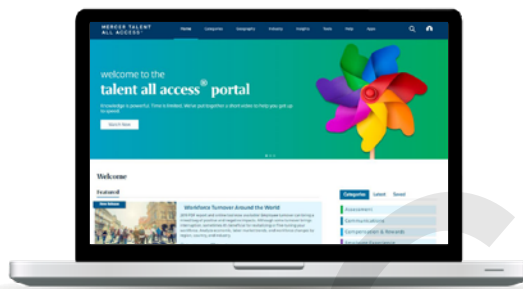 MERCER TALENT
ALL ACCESS®
Home Categories Geography Industry Insights Tools Help Apps
welcome to the
talent all access® portal
Knowledge is powerful. Time is limited. We've put together a short video to help you get up
to speed.
Watch Now
Welcome
Featured
New Release
Workforce Turnover Around the World
Categories Latest Saved
Assessment
Communications
Compensation & Rewards